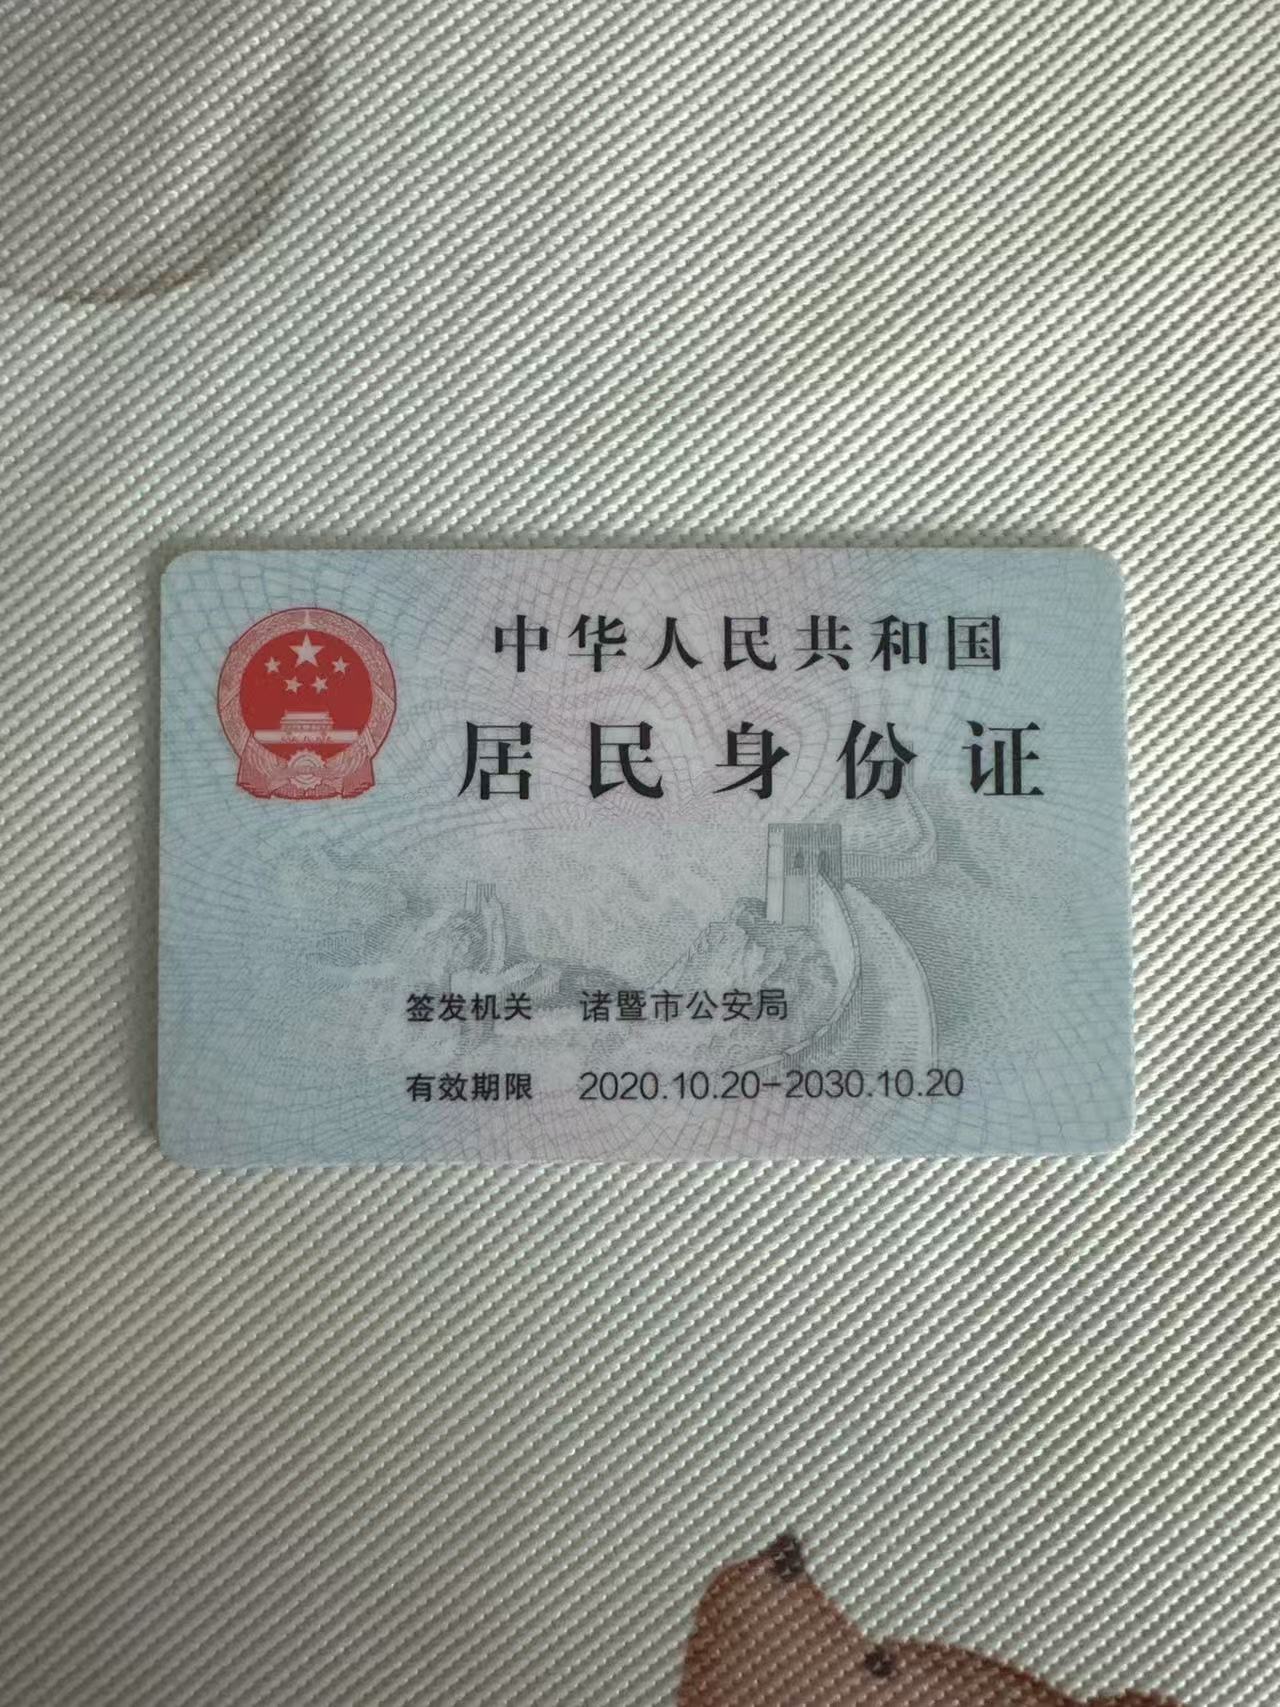 中华人民共和国
居民身份证
签发机关 诸暨市公安局
有效期限 2020.10.20-2030.10.20